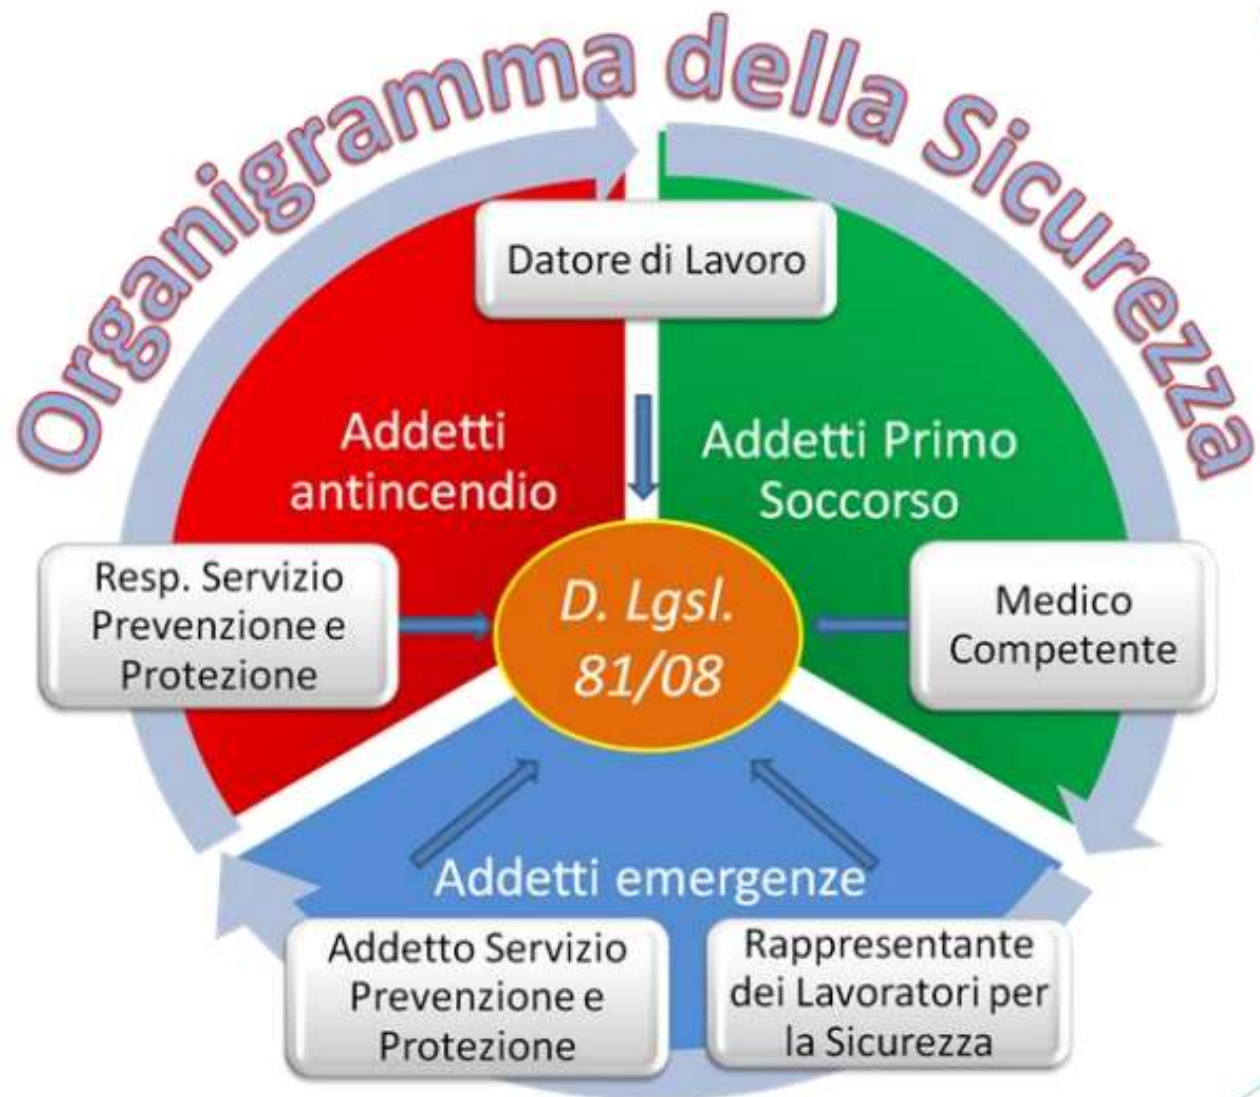 Organigramma della Sicurezza
Datore di Lavoro
Addetti
antincendio
Addetti Primo
Soccorso
Resp. Servizio
Prevenzione e
Protezione
D. Lgsl.
81/08
Medico
Competente
Addetti emergenze
Addetto Servizio
Prevenzione e
Protezione
Rappresentante
dei Lavoratori per
la Sicurezza